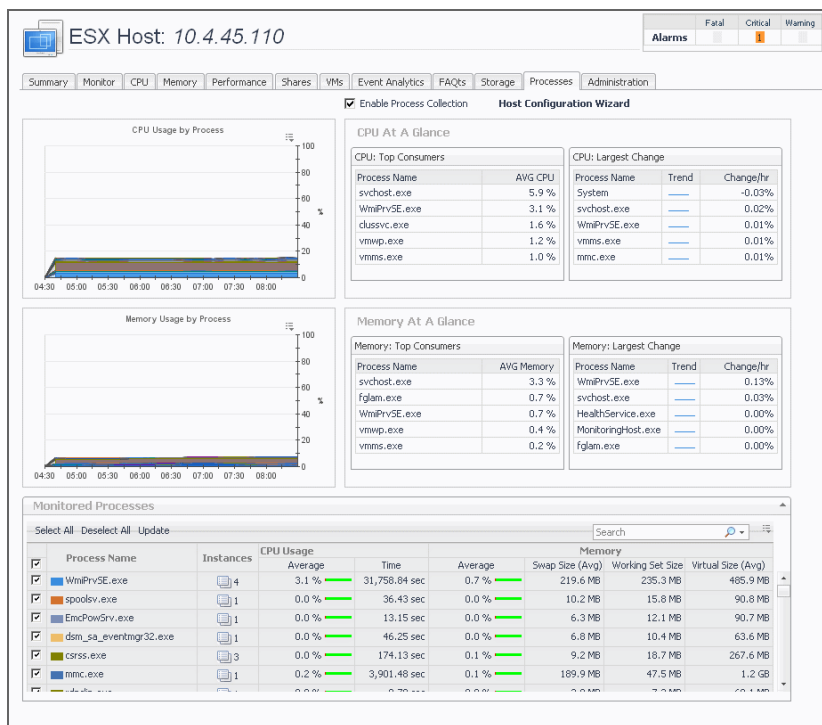 ESX Host: 10.4.45.110
Fatal Critical Warning
Alarms 1
Summary Monitor CPU Memory Performance Shares VMs Event Analytics FAQts Storage Processes Administration
Enable Process Collection Host Configuration Wizard
CPU Usage by Process
100
80
60
%
40
20
0
04:30 05:00 05:30 06:00 06:30 07:00 07:30 08:00
CPU At A Glance
CPU: Top Consumers
Process Name AVG CPU
svchost.exe 5.9 %
WmiPrvSE.exe 3.1 %
clussvc.exe 1.6 %
vmwp.exe 1.2 %
vmms.exe 1.0 %
CPU: Largest Change
Process Name Trend Change/hr
System -0.03%
svchost.exe 0.02%
WmiPrvSE.exe 0.01%
vmms.exe 0.01%
mmc.exe 0.01%
Memory Usage by Process
100
80
60
%
40
20
0
04:30 05:00 05:30 06:00 06:30 07:00 07:30 08:00
Memory At A Glance
Memory: Top Consumers
Process Name AVG Memory
svchost.exe 3.3 %
fglam.exe 0.7 %
WmiPrvSE.exe 0.7 %
vmwp.exe 0.4 %
vmms.exe 0.2 %
Memory: Largest Change
Process Name Trend Change/hr
WmiPrvSE.exe 0.13%
svchost.exe 0.03%
HealthService.exe 0.00%
MonitoringHost.exe 0.00%
fglam.exe 0.00%
Monitored Processes
Select All Deselect All Update Search
Process Name Instances CPU Usage Memory
Average Time Average Swap Size (Avg) Working Set Size Virtual Size (Avg)
WmiPrvSE.exe 4 3.1 % 31,758.84 sec 0.7 % 219.6 MB 235.3 MB 485.9 MB
spoolsv.exe 1 0.0 % 36.43 sec 0.0 % 10.2 MB 15.8 MB 90.8 MB
EmcPowSrv.exe 1 0.0 % 13.15 sec 0.0 % 6.3 MB 12.1 MB 90.7 MB
dsm_sa_eventmgr32.exe 1 0.0 % 46.25 sec 0.0 % 6.8 MB 10.4 MB 63.6 MB
csrss.exe 3 0.0 % 174.13 sec 0.1 % 9.2 MB 18.7 MB 267.6 MB
mmc.exe 1 0.2 % 3,901.48 sec 0.1 % 189.9 MB 47.5 MB 1.2 GB